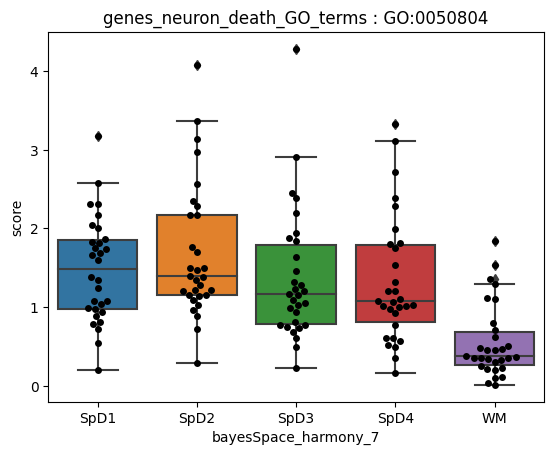 genes_neuron_death_GO_terms : GO:0050804
4
3
2
1
0
score
SpD1 SpD2 SpD3 SpD4 WM
bayesSpace_harmony_7